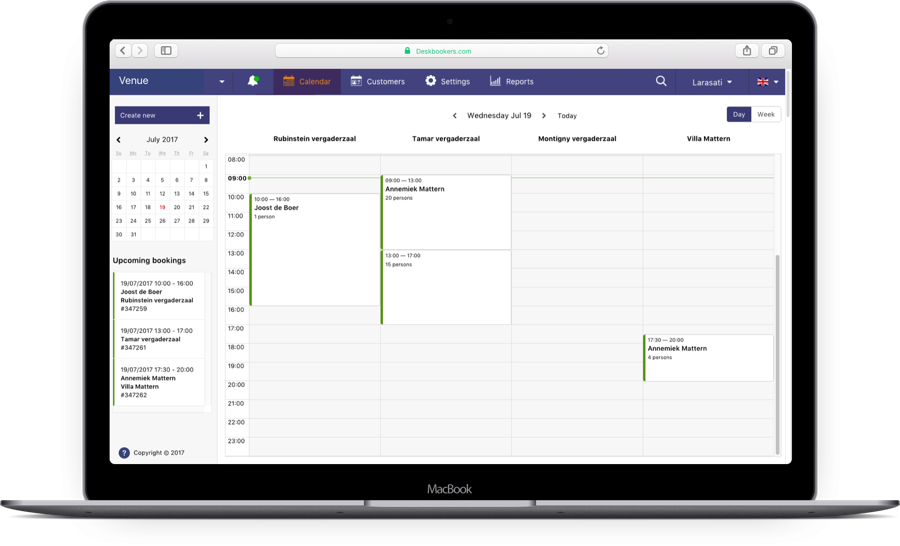 Deskbookers.com
Venue
Calendar
Customers
Settings
Reports
Larasati
Create new +
July 2017
Su Mo Tu We Th Fr Sa
1
2 3 4 5 6 7 8
9 10 11 12 13 14 15
16 17 18 19 20 21 22
23 24 25 26 27 28 29
30 31
Upcoming bookings
19/07/2017 10:00 - 16:00
Joost de Boer
Rubinstein vergaderzaal
#347259
19/07/2017 13:00 - 17:00
Tamar vergaderzaal
#347261
19/07/2017 17:30 - 20:00
Annemiek Mattern
Villa Mattern
#347262
? Copyright © 2017
Wednesday Jul 19
Today
Day Week
Rubinstein vergaderzaal
Tamar vergaderzaal
Montigny vergaderzaal
Villa Mattern
08:00
09:00
10:00
11:00
12:00
13:00
14:00
15:00
16:00
17:00
18:00
19:00
20:00
21:00
22:00
23:00
10:00 — 16:00
Joost de Boer
1 person
09:00 — 13:00
Annemiek Mattern
20 persons
13:00 — 17:00
15 persons
17:30 — 20:00
Annemiek Mattern
4 persons
MacBook